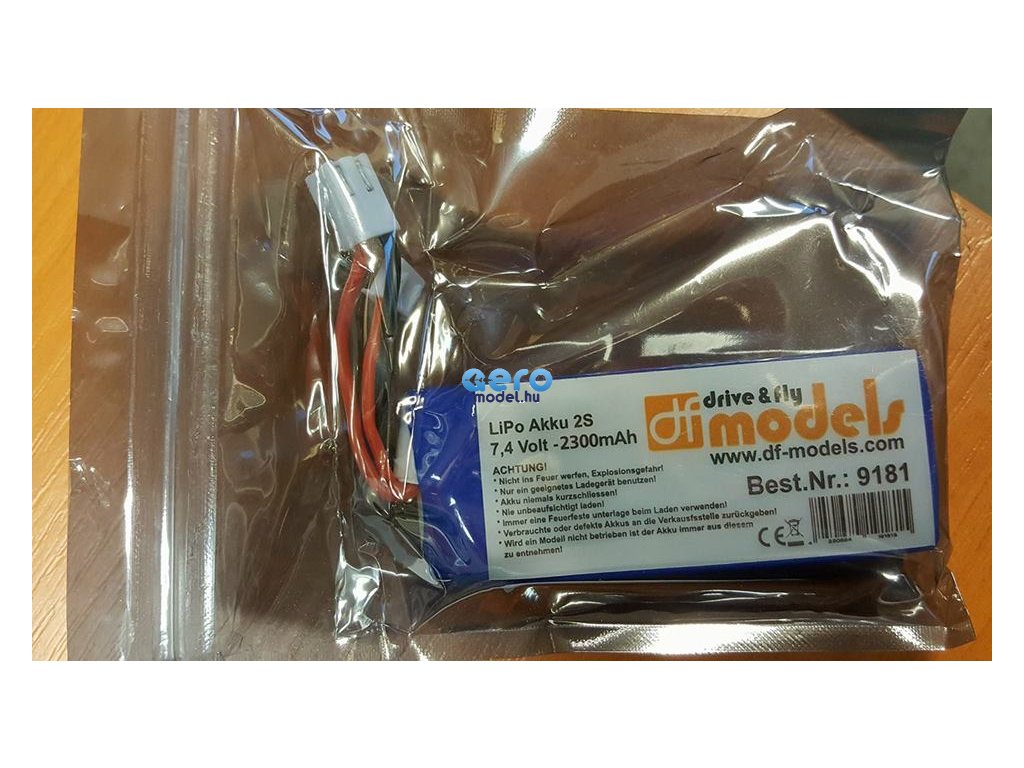 aero
model.hu
LiPo Akku 2S
7,4 Volt -2300mAh
df drive & fly
models
www.df-models.com
Best.Nr.: 9181
ACHTUNG!
* Nicht ins Feuer werfen, Explosionsgefahr!
* Nur ein geeignetes Ladegerät benutzen!
* Akku niemals kurzschliessen!
* Nie unbeaufsichtigt laden!
* Immer eine Feuerfeste unterlage beim Laden verwenden!
* Verbrauchte oder defekte Akkus an die Verkausfsstelle zurückgeben!
* Wird ein Modell nicht betrieben ist der Akku immer aus diesem
zu entnehmen!
CE